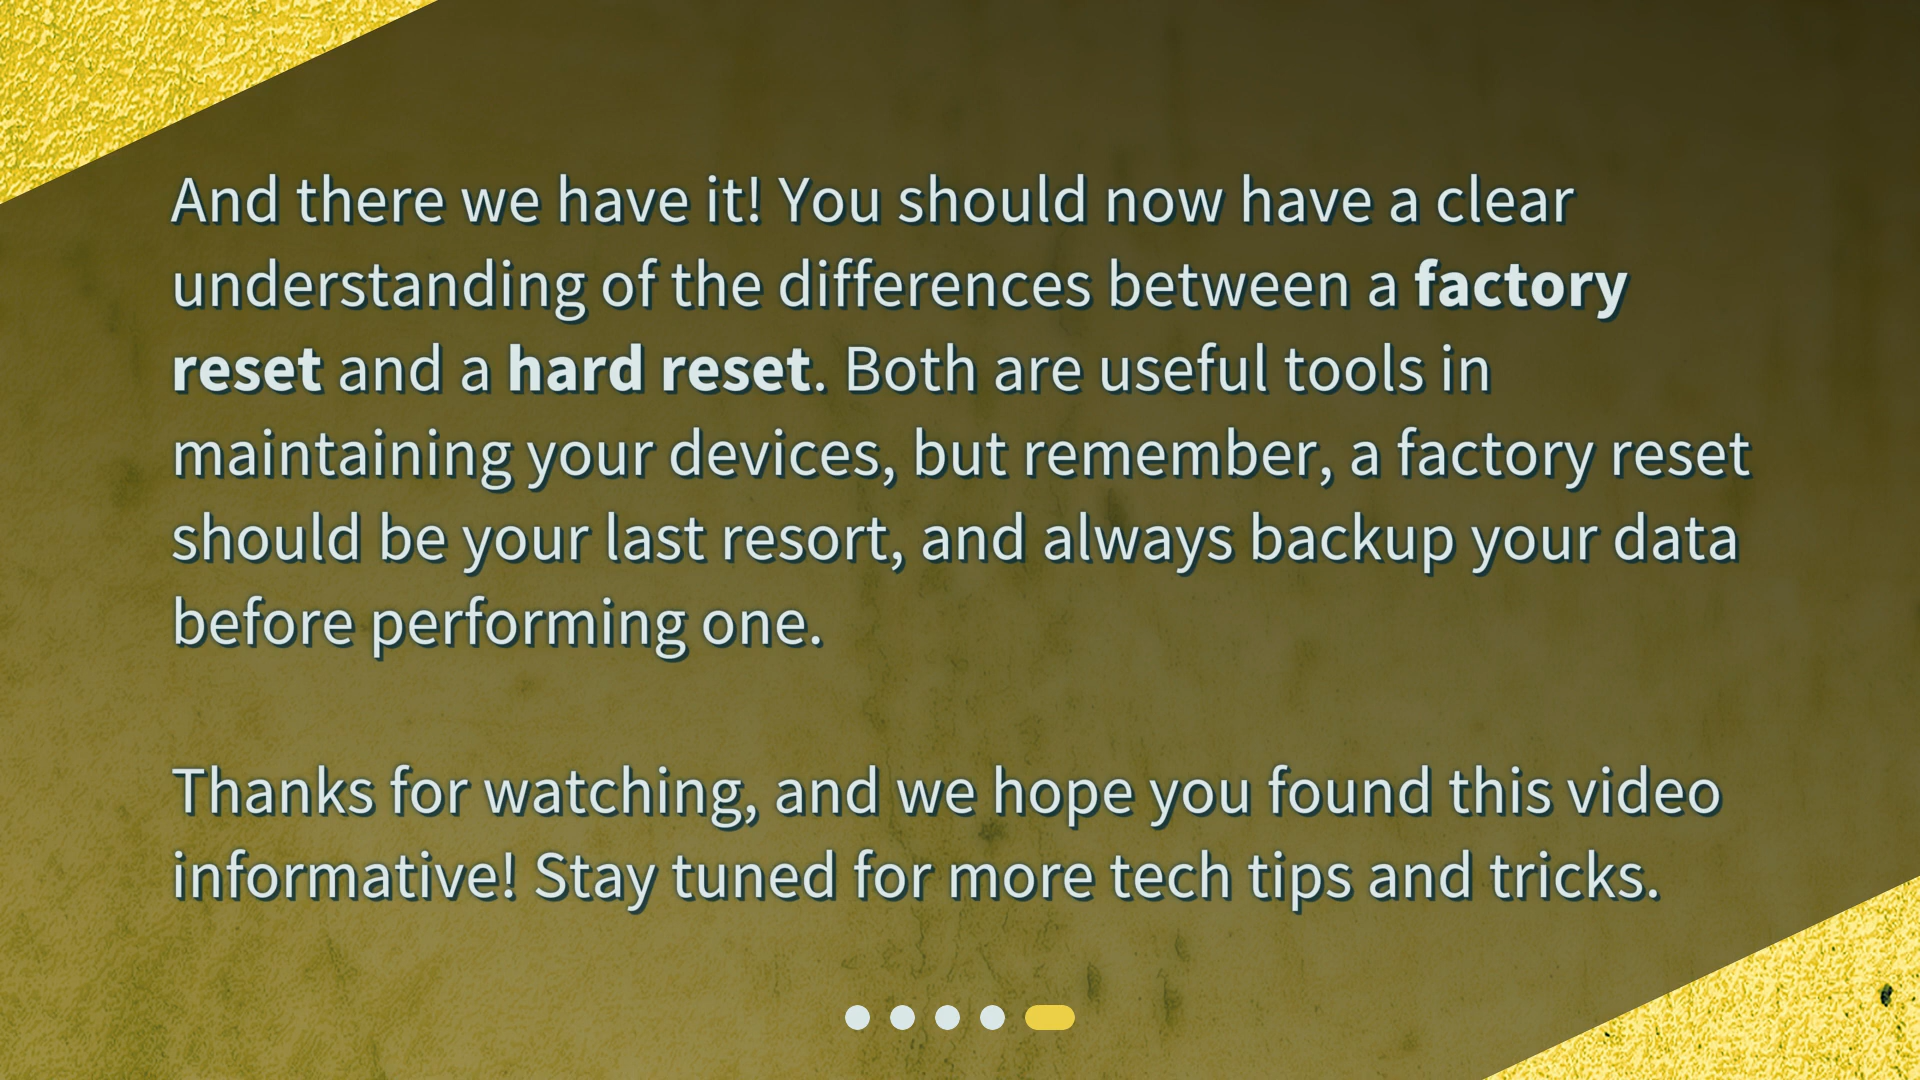 And there we have it! You should now have a clear
understanding of the differences between a factory
reset and a hard reset. Both are useful tools in
maintaining your devices, but remember, a factory reset
should be your last resort, and always backup your data
before performing one.
Thanks for watching, and we hope you found this video
informative! Stay tuned for more tech tips and tricks.